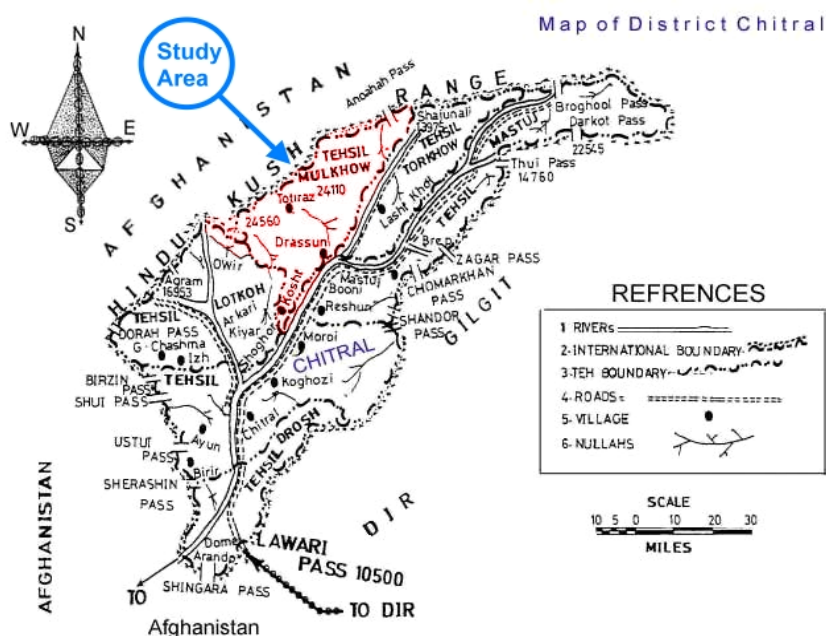 Map of District Chitral
Study
Area
N
W
E
S
AFGHANISTAN
HINDU KUSH RANGE
Anoahah Pass
Shajunali
13975
TEHSIL
TORKHOW
TEHSIL
MULKHOW
24110
Totiraz
24560
Drassun
Kosht
Lasht Khot
MASTUJ
TEHSIL
Broghool Pass
Darkot Pass
22545
Thui Pass
14760
Brep
ZAGAR PASS
CHOMARKHAN
PASS
SHANDOR
PASS
GILGIT
Mastuj
Booni
Reshun
Moroi
CHITRAL
Koghozi
Owir
Agram
16953
LOTKOH
Arkari
Kiyar
Shoghor
TEHSIL
DORAH PASS
G-Chashma
Izh
TEHSIL
BIRZIN
PASS
SHUI PASS
USTUI
PASS
Ayun
Birir
SHERASHIN
PASS
Chitral
TEHSIL DROSH
DIR
AFGHANISTAN
Dome
Arando
LAWARI
PASS 10500
SHINGARA PASS
TO
Afghanistan
TO DIR
REFRENCES
1 RIVERs
2-INTERNATIONAL BOUNDARY
3-TEH BOUNDARY
4-ROADS
5-VILLAGE
6-NULLAHS
SCALE
10 5 0 10 20 30
MILES